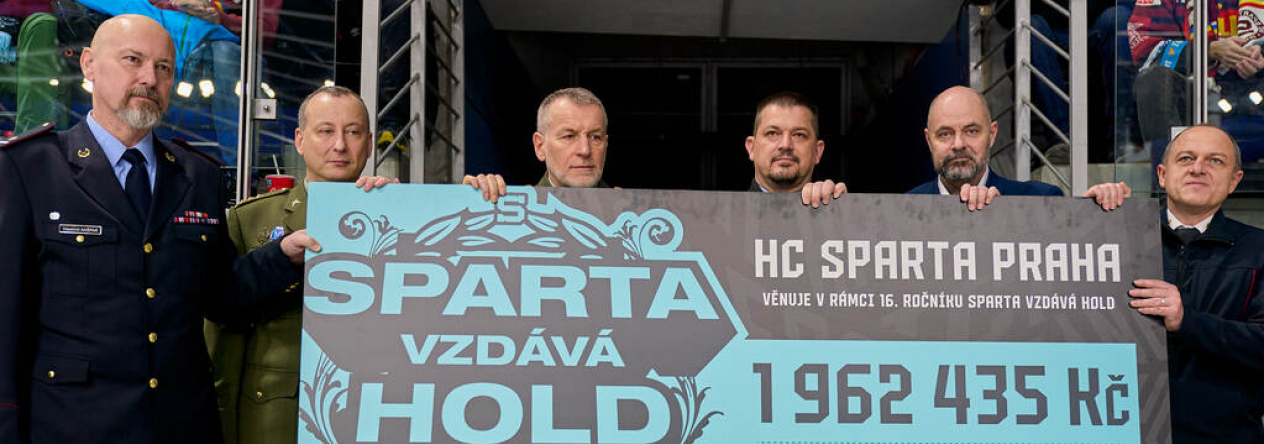 SPARTA
VZDÁVÁ
HOLD
HC SPARTA PRAHA
VĚNUJE V RÁMCI 16. ROČNÍKU SPARTA VZDÁVÁ HOLD
1 962 435 Kč